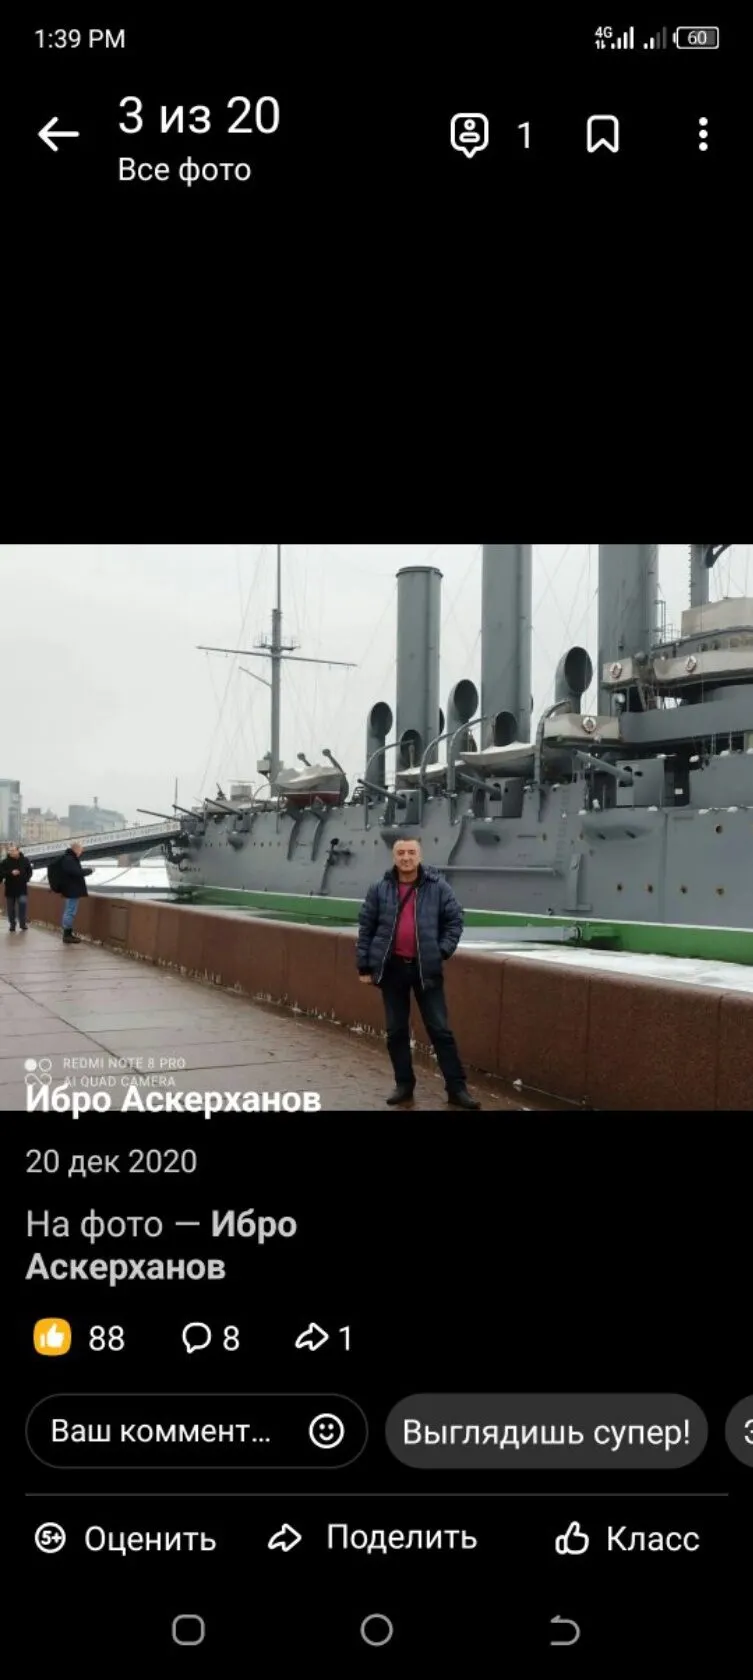 1:39 PM
4G
60
3 из 20
Все фото
1
REDMI NOTE 8 PRO
AI QUAD CAMERA
Ибро Аскерханов
20 дек 2020
На фото — Ибро
Аскерханов
88
8
1
Ваш коммент...
Выглядишь супер!
5+
Оценить
Поделить
Класс